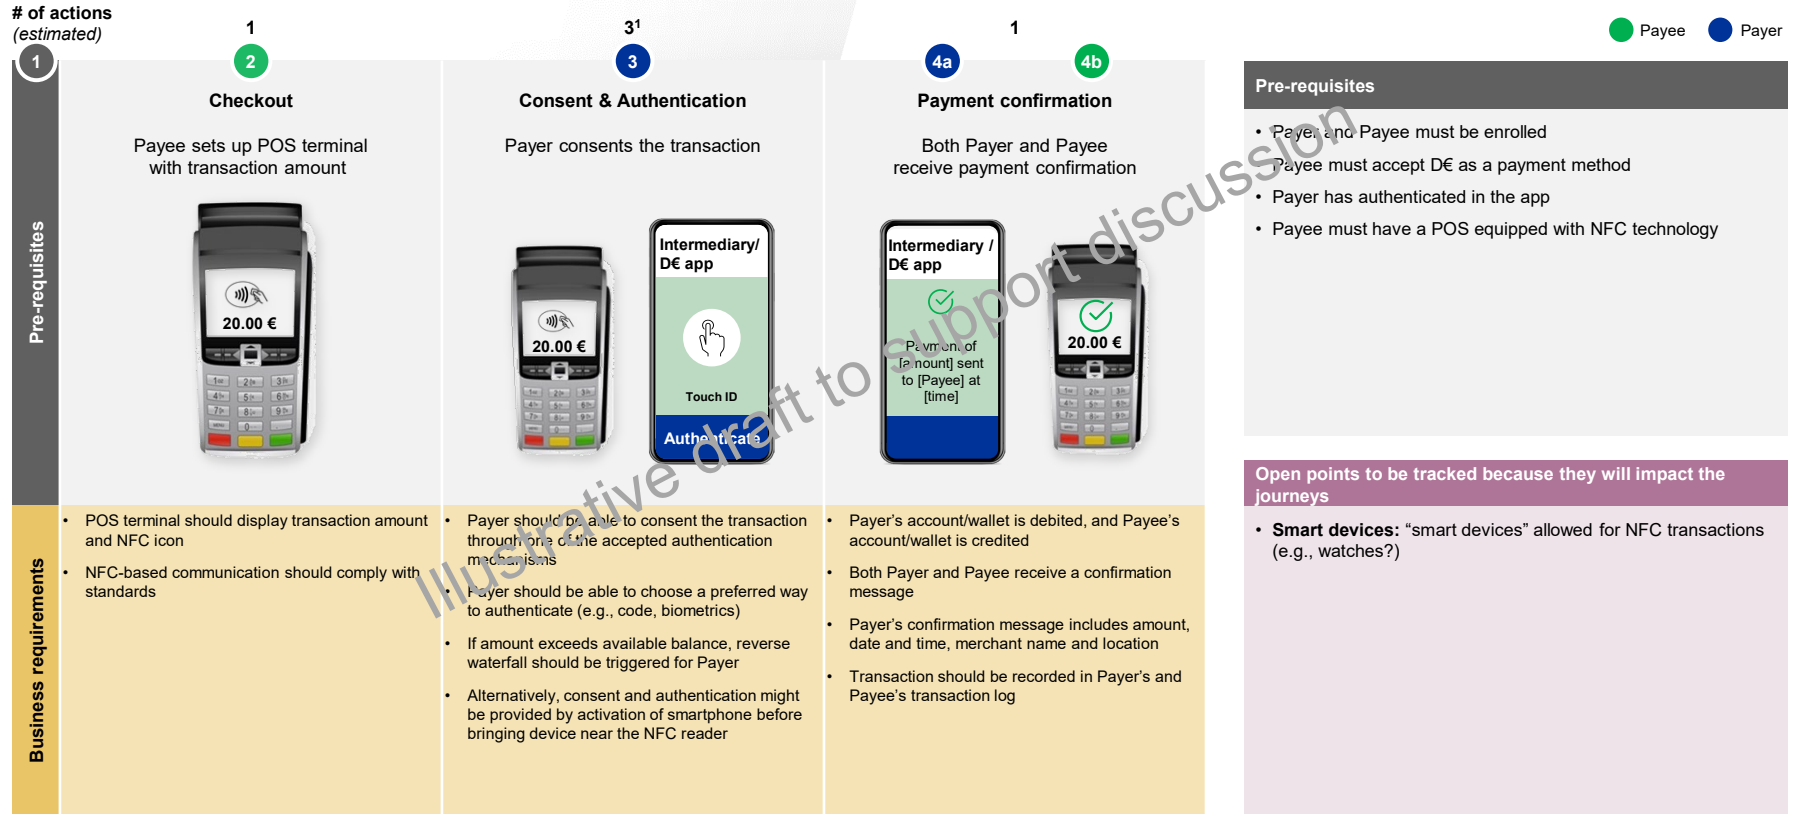 # of actions
(estimated)
1
3¹
1
Payee
Payer
1
2
3
4a
4b
Pre-requisites
Checkout
Payee sets up POS terminal
with transaction amount
20.00 €
Consent & Authentication
Payer consents the transaction
20.00 €
Intermediary/
D€ app
Touch ID
Authenticate
Payment confirmation
Both Payer and Payee
receive payment confirmation
Intermediary /
D€ app
Payment of
[amount] sent
to [Payee] at
[time]
20.00 €
Business requirements
• POS terminal should display transaction amount
and NFC icon
• NFC-based communication should comply with
standards
• Payer should be able to consent the transaction
through one of the accepted authentication
mechanisms
• Payer should be able to choose a preferred way
to authenticate (e.g., code, biometrics)
• If amount exceeds available balance, reverse
waterfall should be triggered for Payer
• Alternatively, consent and authentication might
be provided by activation of smartphone before
bringing device near the NFC reader
• Payer’s account/wallet is debited, and Payee’s
account/wallet is credited
• Both Payer and Payee receive a confirmation
message
• Payer’s confirmation message includes amount,
date and time, merchant name and location
• Transaction should be recorded in Payer’s and
Payee’s transaction log
Pre-requisites
• Payer and Payee must be enrolled
• Payee must accept D€ as a payment method
• Payer has authenticated in the app
• Payee must have a POS equipped with NFC technology
Open points to be tracked because they will impact the
journeys
• Smart devices: “smart devices” allowed for NFC transactions
(e.g., watches?)
Illustrative draft to support discussion